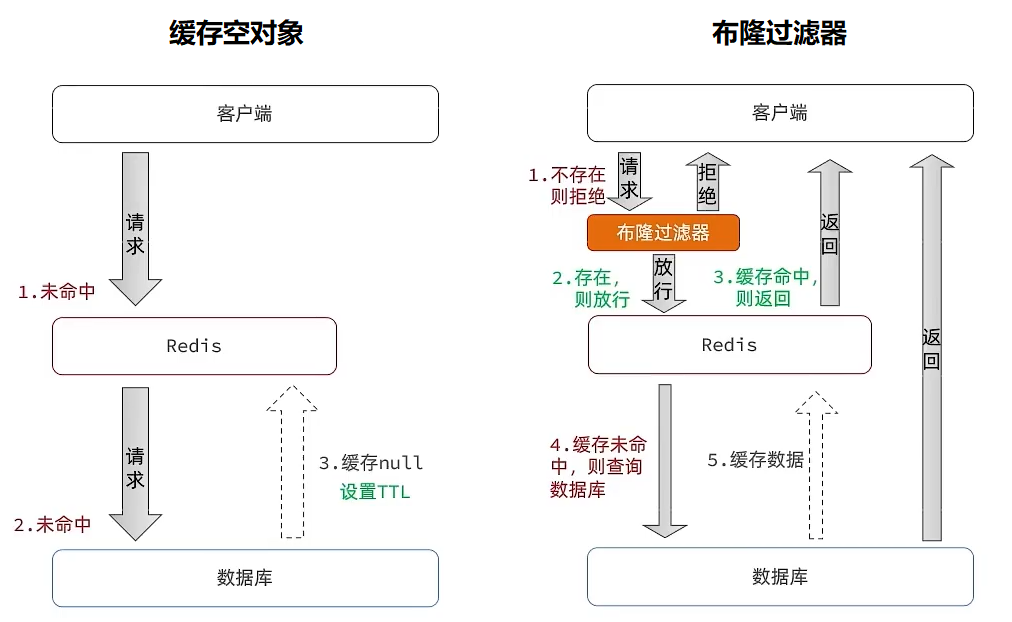 缓存空对象
客户端
请
求
1.未命中
Redis
请
求
3.缓存null
设置TTL
2.未命中
数据库
布隆过滤器
客户端
1.不存在
则拒绝
请
求
拒
绝
布隆过滤器
2.存在，
则放行
放
行
3.缓存命中，
则返回
返
回
Redis
返
回
4.缓存未命
中，则查询
数据库
5.缓存数据
数据库